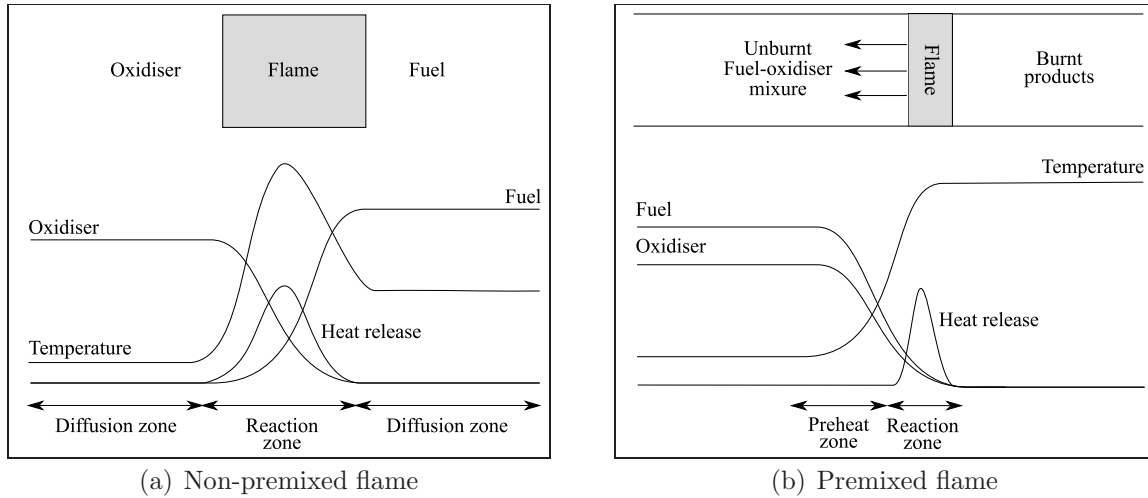 Oxidiser
Flame
Fuel
Fuel
Oxidiser
Heat release
Temperature
Diffusion zone
Reaction
zone
Diffusion zone
(a) Non-premixed flame
Unburnt
Fuel-oxidiser
mixure
Flame
Burnt
products
Temperature
Fuel
Oxidiser
Heat release
Preheat
zone
Reaction
zone
(b) Premixed flame